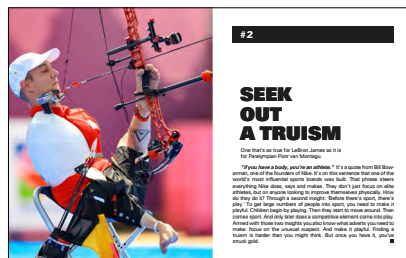 #2
SEEK
OUT
A TRUISM
One that's as true for LeBron James as it is
for Paralympian Piotr van Montagu.
"If you have a body, you're an athlete." It's a quote from Bill Bow-
erman, one of the founders of Nike. It's on this sentence that one of the
world's most influential sports brands was built. That phrase steers
everything Nike does, says and makes. They don't just focus on elite
athletes, but on anyone looking to improve themselves physically. How
do they do it? Through a second insight: "Before there's sport, there's
play." To get large numbers of people into sport, you need to make it
playful. Children begin by playing. Then they start to move around. Then
comes sport. And only later does a competitive element come into play.
Armed with those two insights you also know what adverts you need to
make: focus on the unusual suspect. And make it playful. Finding a
truism is harder than you might think. But once you have it, you've
struck gold.